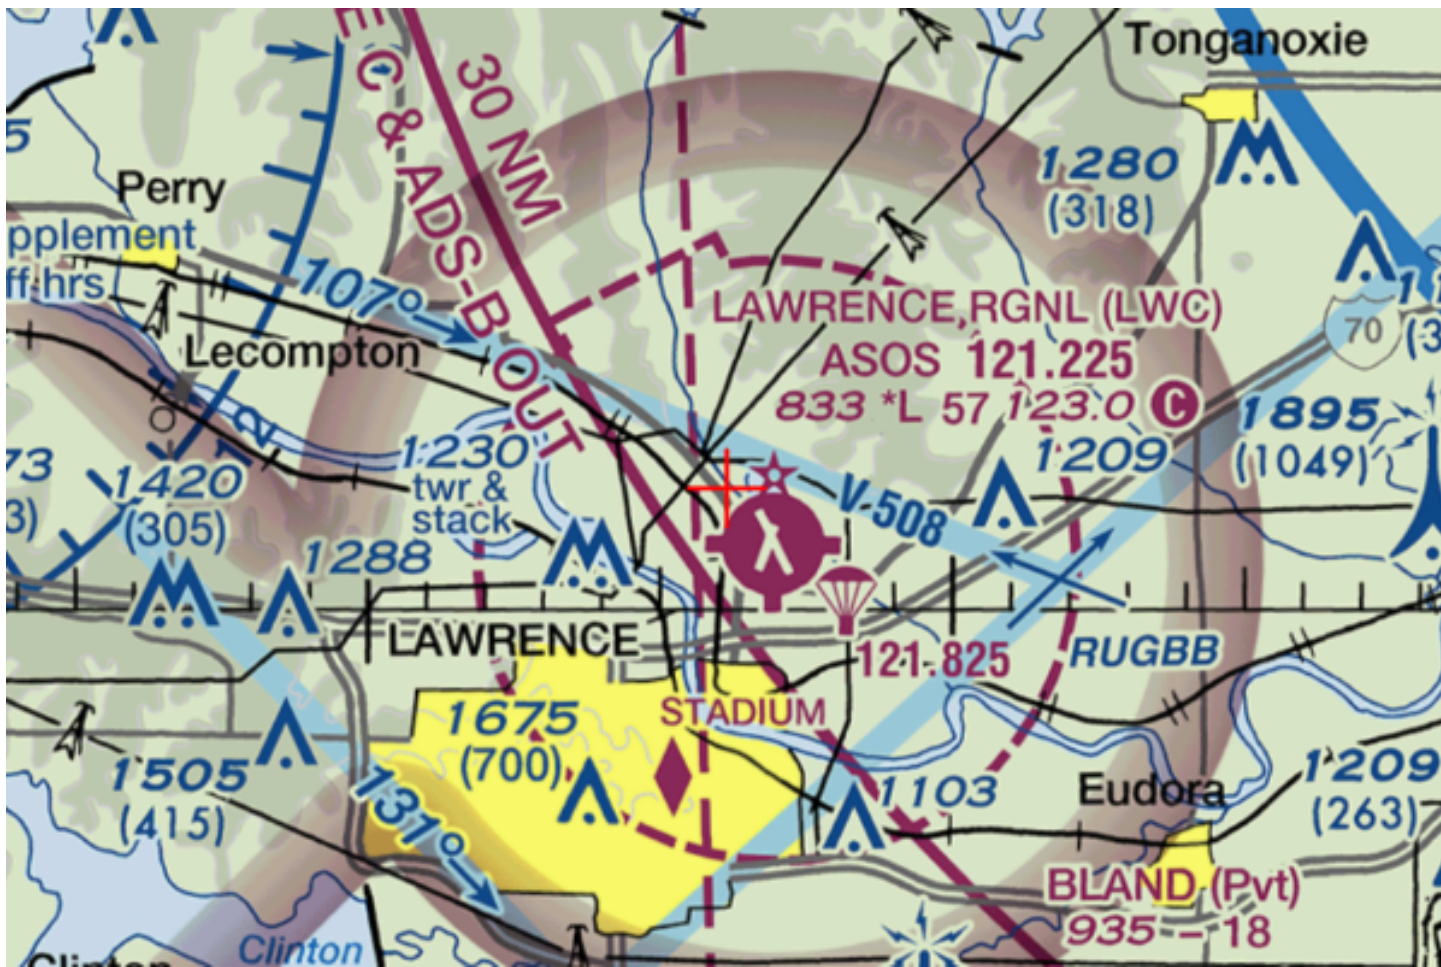 Tonganoxie
E C & ADS-B OUT
30 NM
1280
(318)
Perry
pplement
ff hrs
107°
LAWRENCE RGNL (LWC)
ASOS 121.225
833 *L 57 123.0 C
70
Lecompton
1895
(1049)
1230
twr &
stack
1209
1420
(305)
V 508
1288
LAWRENCE
121.825
RUGBB
STADIUM
1675
(700)
1505
(415)
131°
1103
Eudora
1209
(263)
BLAND (Pvt)
935 - 18
Clinton
Clinton